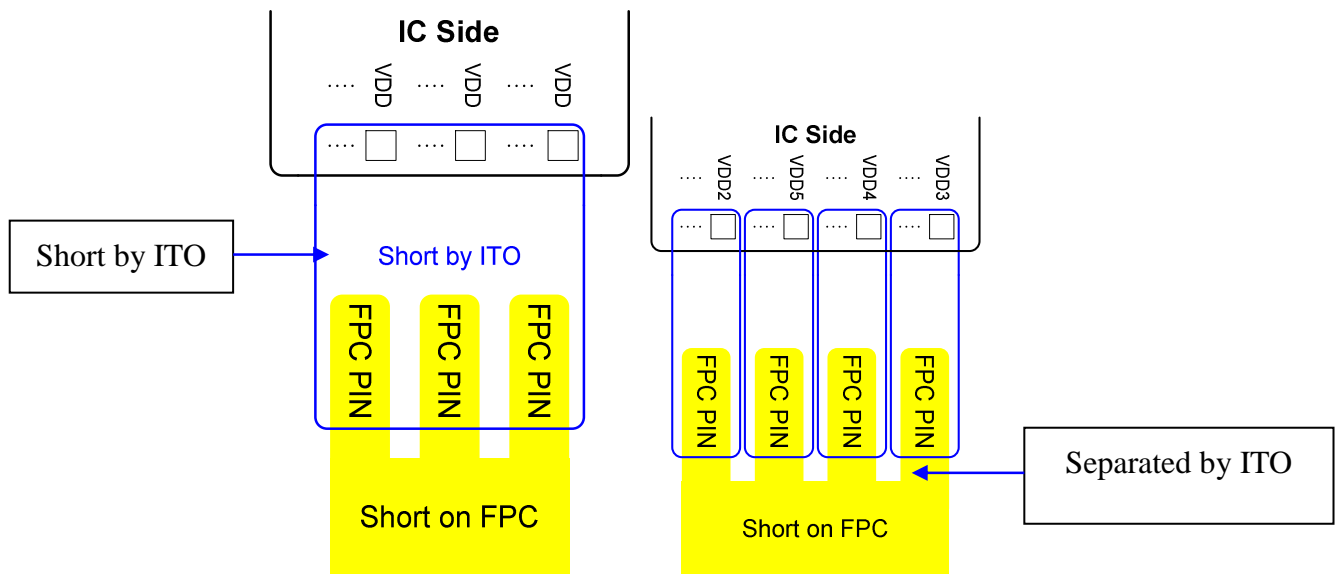 IC Side
.... VDD .... VDD .... VDD
.... .... ....
Short by ITO
Short by ITO
FPC PIN FPC PIN FPC PIN
Short on FPC
IC Side
.... VDD2 .... VDD5 .... VDD4 .... VDD3
.... .... .... ....
FPC PIN FPC PIN FPC PIN FPC PIN
Separated by ITO
Short on FPC